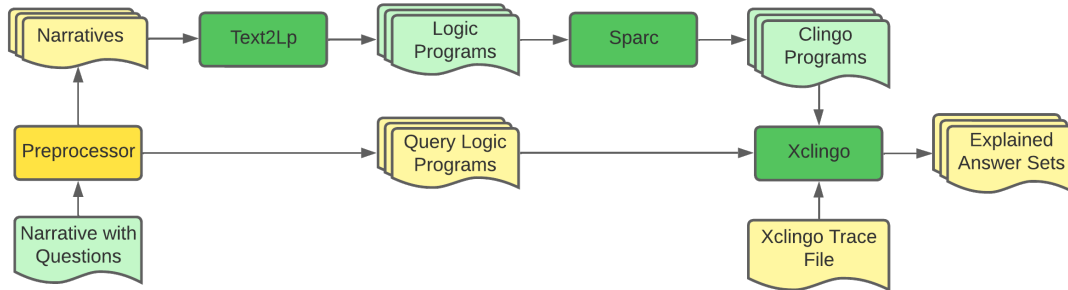 Narratives
Text2Lp
Logic
Programs
Sparc
Clingo
Programs
Preprocessor
Query Logic
Programs
Xclingo
Explained
Answer Sets
Narrative with
Questions
Xclingo Trace
File